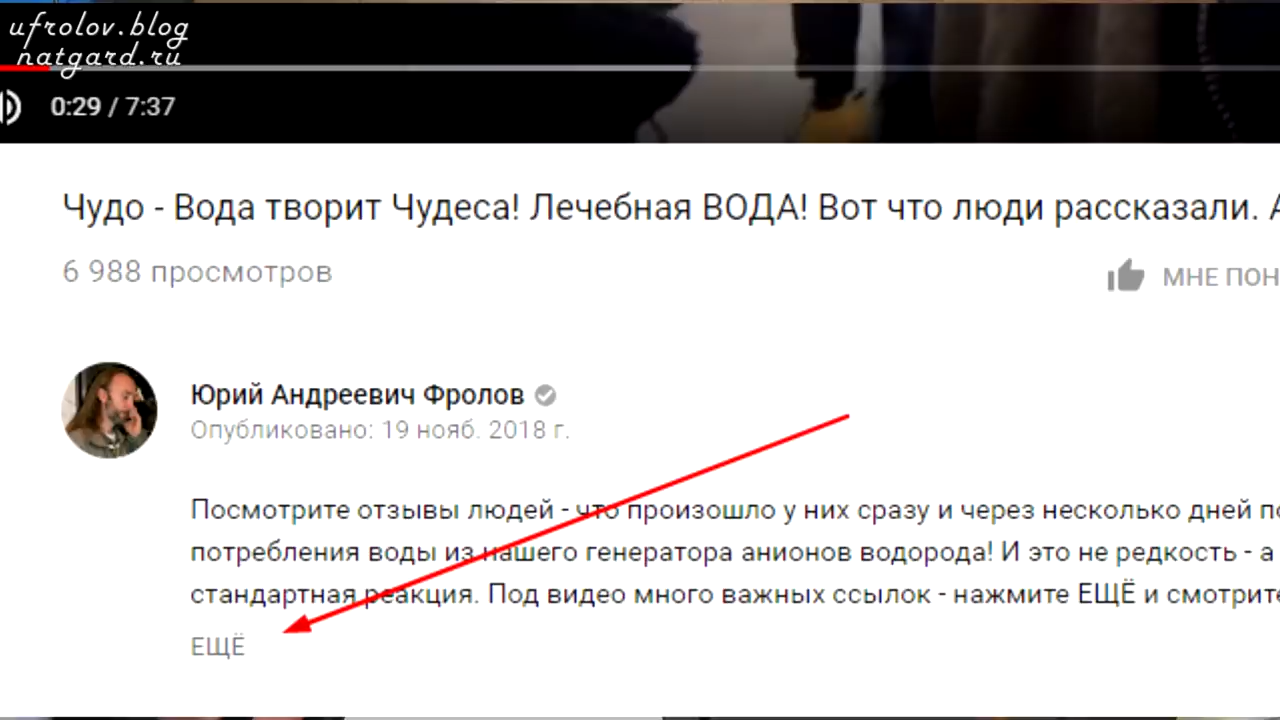 ufrolov.blog
natgard.ru
0:29 / 7:37
Чудо - Вода творит Чудеса! Лечебная ВОДА! Вот что люди рассказали.
6 988 просмотров
МНЕ ПОН
Юрий Андреевич Фролов
Опубликовано: 19 нояб. 2018 г.
Посмотрите отзывы людей - что произошло у них сразу и через несколько дней по
потребления воды из нашего генератора анионов водорода! И это не редкость - а
стандартная реакция. Под видео много важных ссылок - нажмите ЕЩЁ и смотрите
ЕЩЁ